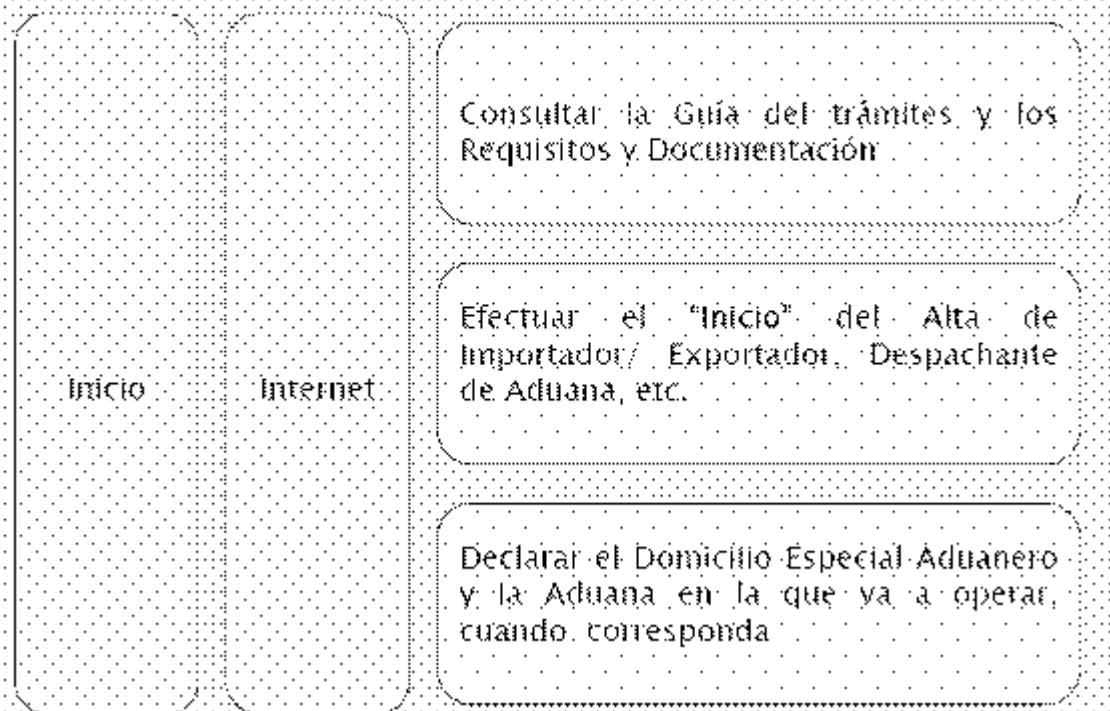 Inicio
Internet
Consultar la Guía del trámites y los
Requisitos y Documentación
Efectuar el "Inicio" del Alta de
Importador/ Exportador, Despachante
de Aduana, etc.
Declarar el Domicilio Especial Aduanero
y la Aduana en la que va a operar,
cuando corresponda